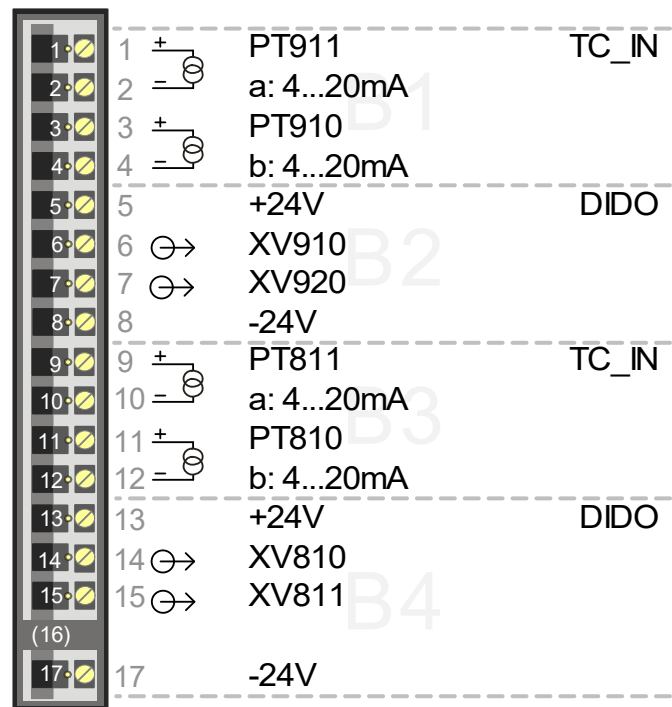 1 1 + PT911 TC_IN
2 2 - a: 4...20mA B1
3 3 + PT910
4 4 - b: 4...20mA
5 5 +24V DIDO
6 6 XV910 B2
7 7 XV920
8 8 -24V
9 9 + PT811 TC_IN
10 10 - a: 4...20mA B3
11 11 + PT810
12 12 - b: 4...20mA
13 13 +24V DIDO
14 14 XV810
15 15 XV811 B4
(16)
17 17 -24V